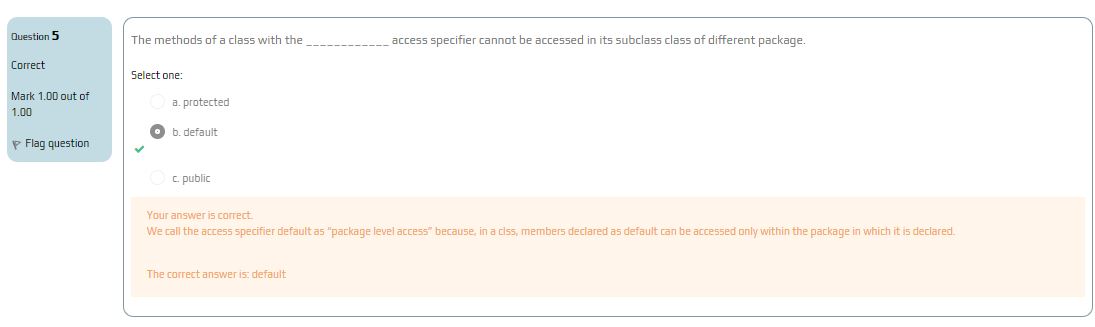 Question 5
Correct
Mark 1.00 out of
1.00
Flag question
The methods of a class with the ____________ access specifier cannot be accessed in its subclass class of different package.
Select one:
a. protected
b. default
c. public
Your answer is correct.
We call the access specifier default as "package level access" because, in a clss, members declared as default can be accessed only within the package in which it is declared.
The correct answer is: default